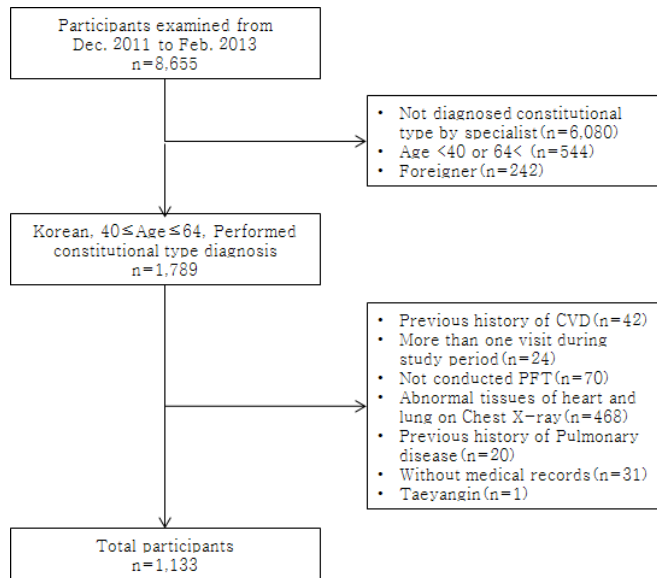 Participants examined from
Dec. 2011 to Feb. 2013
n=8,655
• Not diagnosed constitutional
type by specialist(n=6,080)
• Age <40 or 64< (n=544)
• Foreigner(n=242)
Korean, 40≤Age≤64, Performed
constitutional type diagnosis
n=1,789
• Previous history of CVD(n=42)
• More than one visit during
study period(n=24)
• Not conducted PFT(n=70)
• Abnormal tissues of heart and
lung on Chest X-ray(n=468)
• Previous history of Pulmonary
disease(n=20)
• Without medical records(n=31)
• Taeyangin(n=1)
Total participants
n=1,133